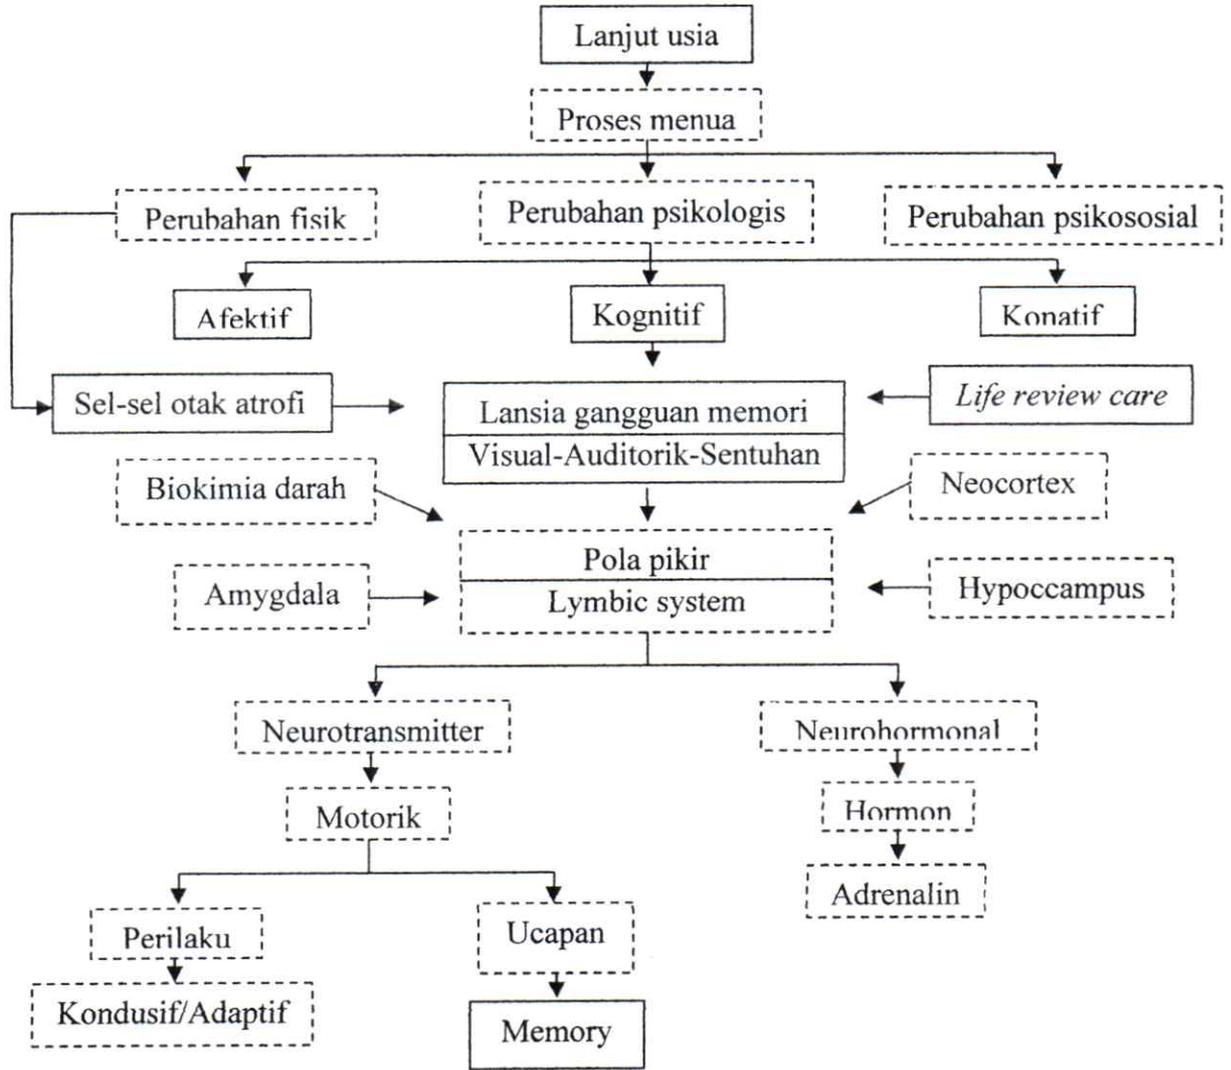 Lanjut usia
Proses menua
Perubahan fisik
Perubahan psikologis
Perubahan psikososial
Afektif
Kognitif
Konatif
Sel-sel otak atrofi
Lansia gangguan memori
Visual-Auditorik-Sentuhan
Life review care
Biokimia darah
Neocortex
Pola pikir
Lymbic system
Amygdala
Hypoccampus
Neurotransmitter
Neurohormonal
Motorik
Hormon
Adrenalin
Perilaku
Ucapan
Kondusif/Adaptif
Memory